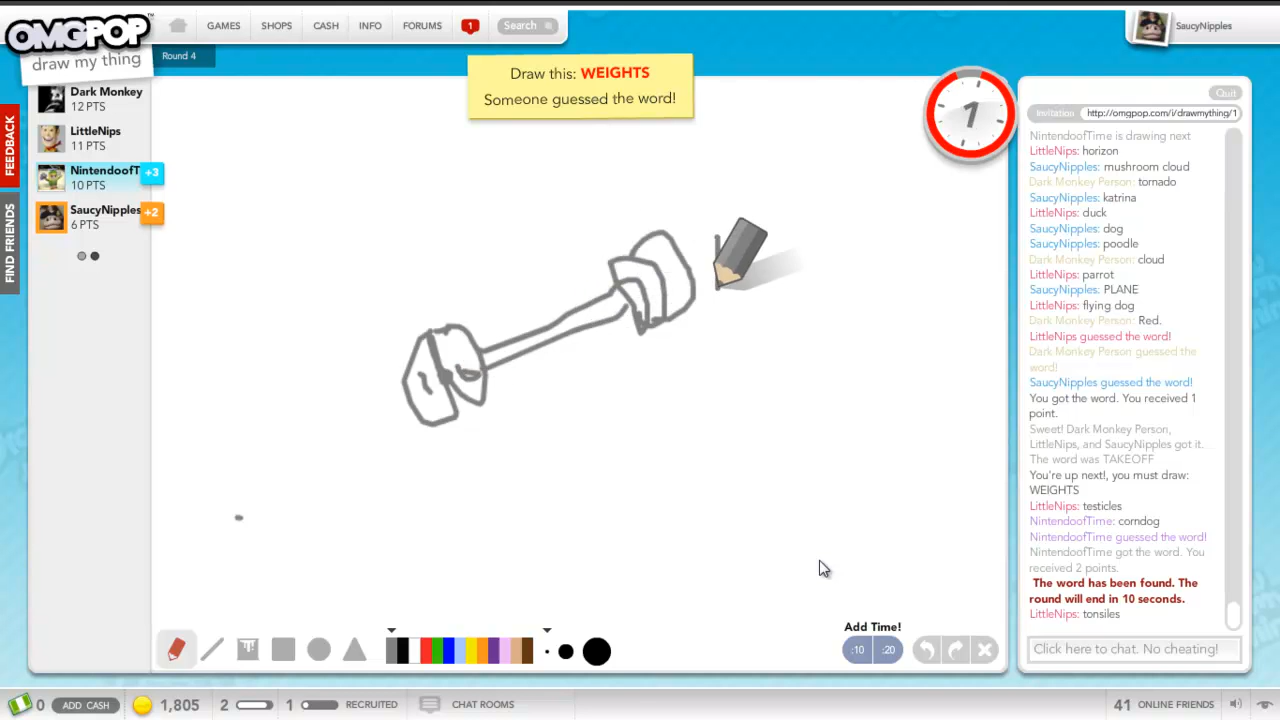 OMGPOP™
draw my thing
GAMES
SHOPS
CASH
INFO
FORUMS
1
Search
SaucyNipples
Round 4
Draw this: WEIGHTS
Someone guessed the word!
1
FEEDBACK
FIND FRIENDS
Dark Monkey
12 PTS
LittleNips
11 PTS
NintendoofT
+3
10 PTS
SaucyNipples
+2
6 PTS
Quit
Invitation http://omgpop.com/i/drawmything/1
NintendoofTime is drawing next
LittleNips: horizon
SaucyNipples: mushroom cloud
Dark Monkey Person: tornado
SaucyNipples: katrina
LittleNips: duck
SaucyNipples: dog
SaucyNipples: poodle
Dark Monkey Person: cloud
LittleNips: parrot
SaucyNipples: PLANE
LittleNips: flying dog
Dark Monkey Person: Red.
LittleNips guessed the word!
Dark Monkey Person guessed the
word!
SaucyNipples guessed the word!
You got the word. You received 1
point.
Sweet! Dark Monkey Person,
LittleNips, and SaucyNipples got it.
The word was TAKEOFF
You're up next!, you must draw:
WEIGHTS
LittleNips: testicles
NintendoofTime: corndog
NintendoofTime guessed the word!
NintendoofTime got the word. You
received 2 points.
The word has been found. The
round will end in 10 seconds.
LittleNips: tonsiles
Click here to chat. No cheating!
T
Add Time!
:10
:20
0
ADD CASH
1,805
2
1
RECRUITED
CHAT ROOMS
41 ONLINE FRIENDS